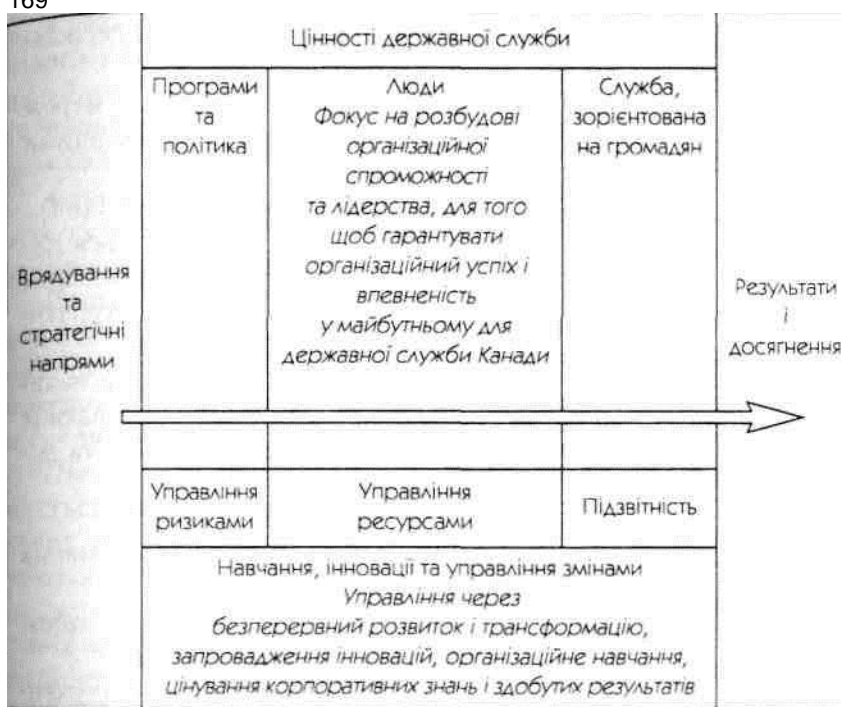 169
Цінності державної служби
Програми
та
політика
Люди
Фокус на розбудові
організаційної
спроможності
та лідерства, для того
щоб гарантувати
організаційний успіх і
впевненість
у майбутньому для
державної служби Канади
Служба,
зорієнтована
на громадян
Врядування
та
стратегічні
напрями
Результати
і
досягнення
Управління
ризиками
Управління
ресурсами
Підзвітність
Навчання, інновації та управління змінами
Управління через
безперервний розвиток і трансформацію,
запровадження інновацій, організаційне навчання,
цінування корпоративних знань і здобутих результатів